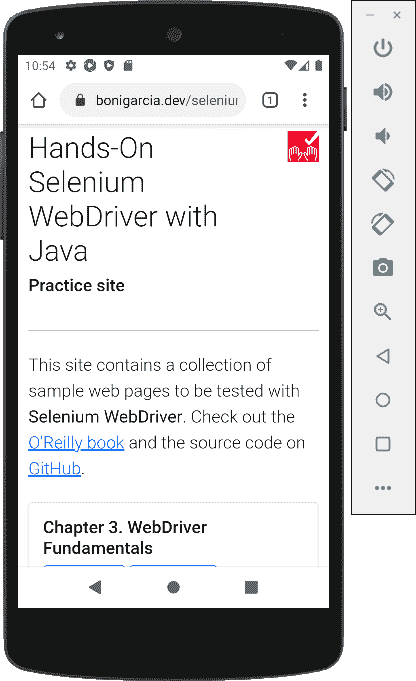 10:54
bonigarcia.dev/seleniu
1
Hands-On
Selenium
WebDriver with
Java
Practice site
This site contains a collection of
sample web pages to be tested with
Selenium WebDriver. Check out the
O'Reilly book and the source code on
GitHub.
Chapter 3. WebDriver
Fundamentals